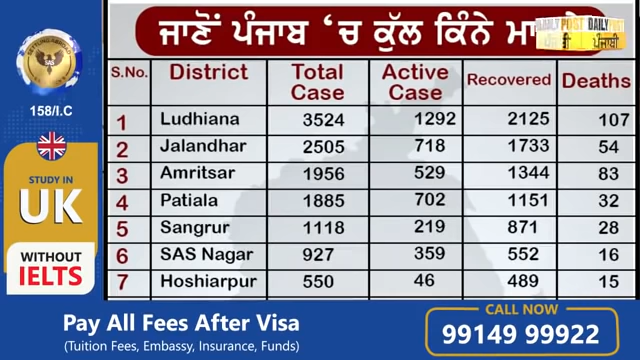 ਜਾਣੋਂ ਪੰਜਾਬ 'ਚ ਕੁੱਲ ਕਿੰਨੇ
DAILY POST DAILY POST
ਪੰਜਾਬੀ
SAS
158/I.C
STUDY IN
UK
WITHOUT
IELTS
S.No. District Total Case Active Case Recovered Deaths
1 Ludhiana 3524 1292 2125 107
2 Jalandhar 2505 718 1733 54
3 Amritsar 1956 529 1344 83
4 Patiala 1885 702 1151 32
5 Sangrur 1118 219 871 28
6 SAS Nagar 927 359 552 16
7 Hoshiarpur 550 46 489 15
Pay All Fees After Visa
(Tuition Fees, Embassy, Insurance, Funds)
CALL NOW
99149 99922